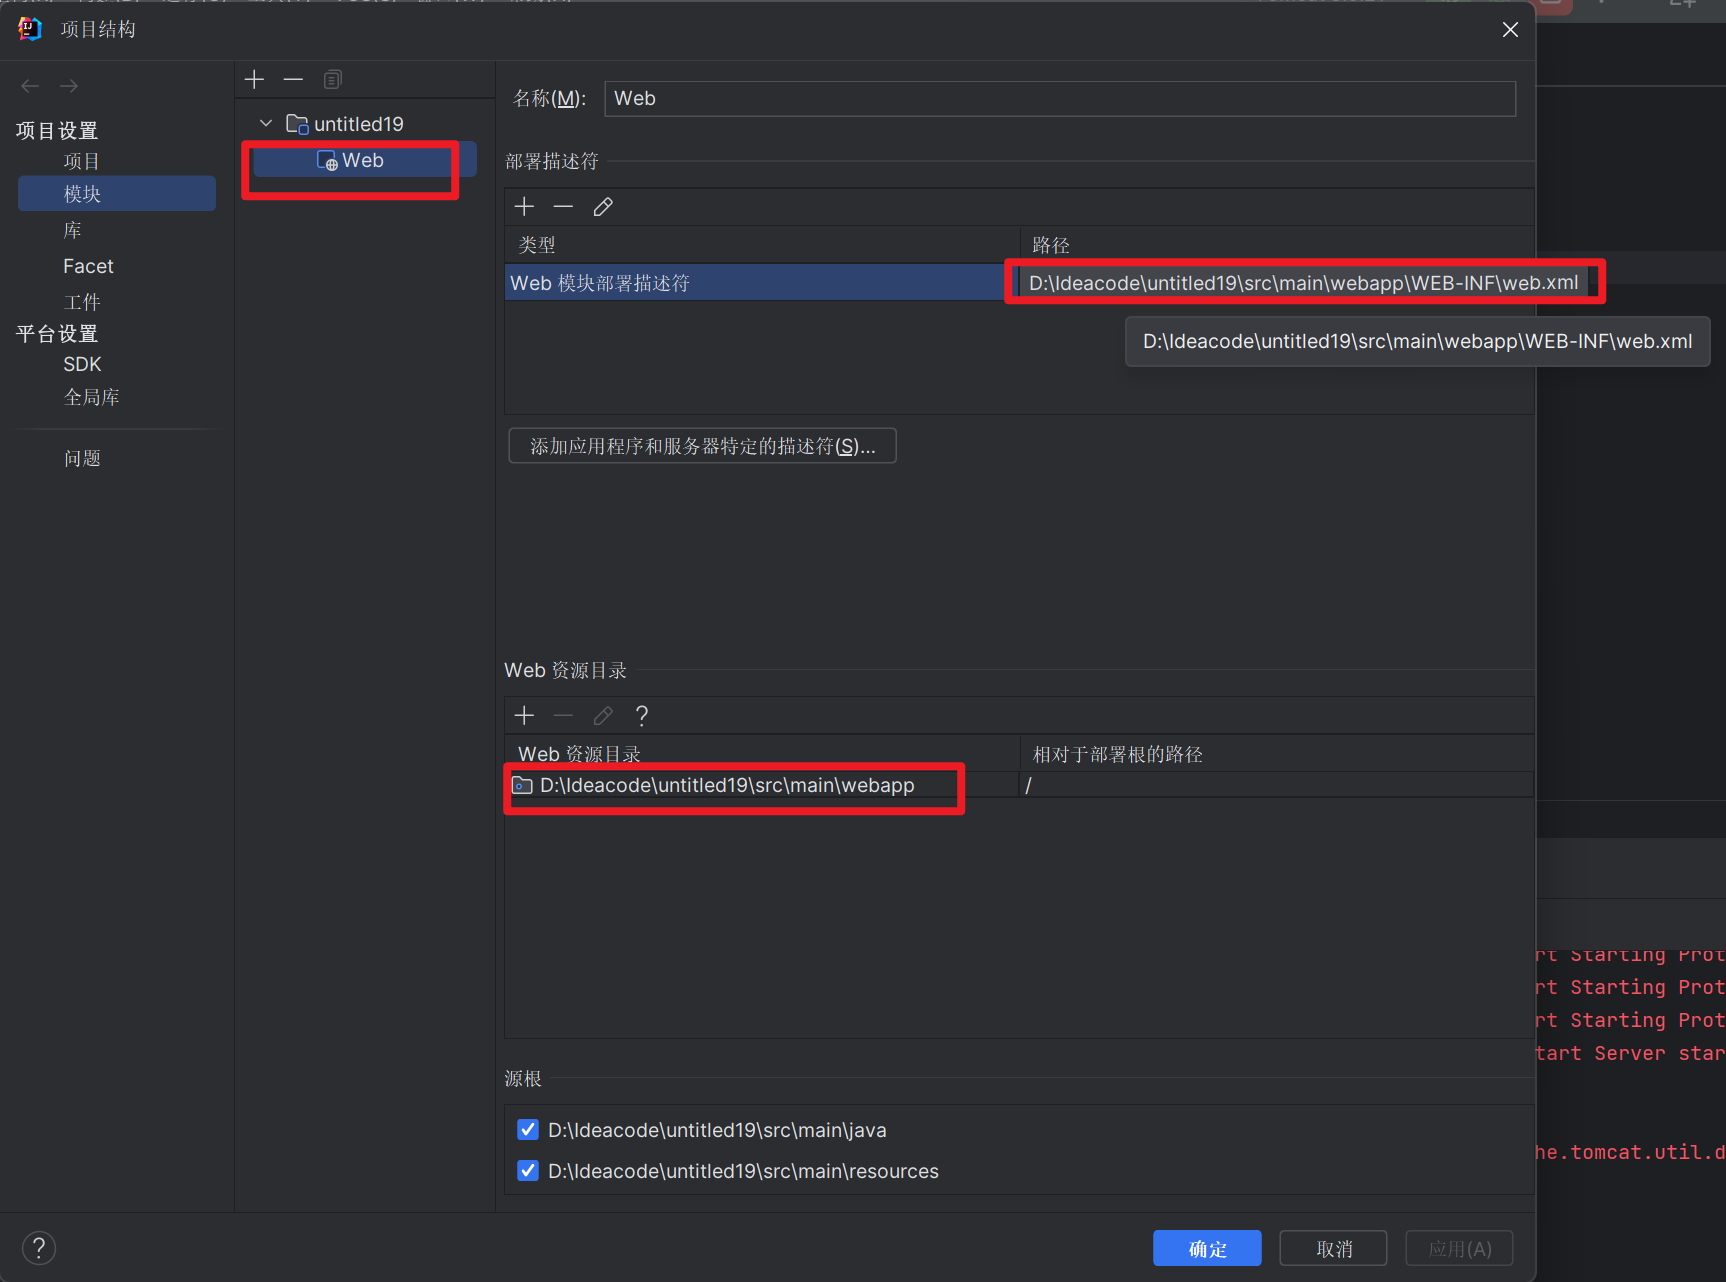 项目结构
项目设置
项目
模块
库
Facet
工件
平台设置
SDK
全局库
问题
untitled19
Web
名称(M):
Web
部署描述符
类型
路径
Web 模块部署描述符
D:\Ideacode\untitled19\src\main\webapp\WEB-INF\web.xml
D:\Ideacode\untitled19\src\main\webapp\WEB-INF\web.xml
添加应用程序和服务器特定的描述符(S)...
Web 资源目录
?
Web 资源目录
相对于部署根的路径
D:\Ideacode\untitled19\src\main\webapp
/
源根
D:\Ideacode\untitled19\src\main\java
D:\Ideacode\untitled19\src\main\resources
?
确定
取消
应用(A)
rt Starting Prot
rt Starting Prot
rt Starting Prot
tart Server star
he.tomcat.util.d